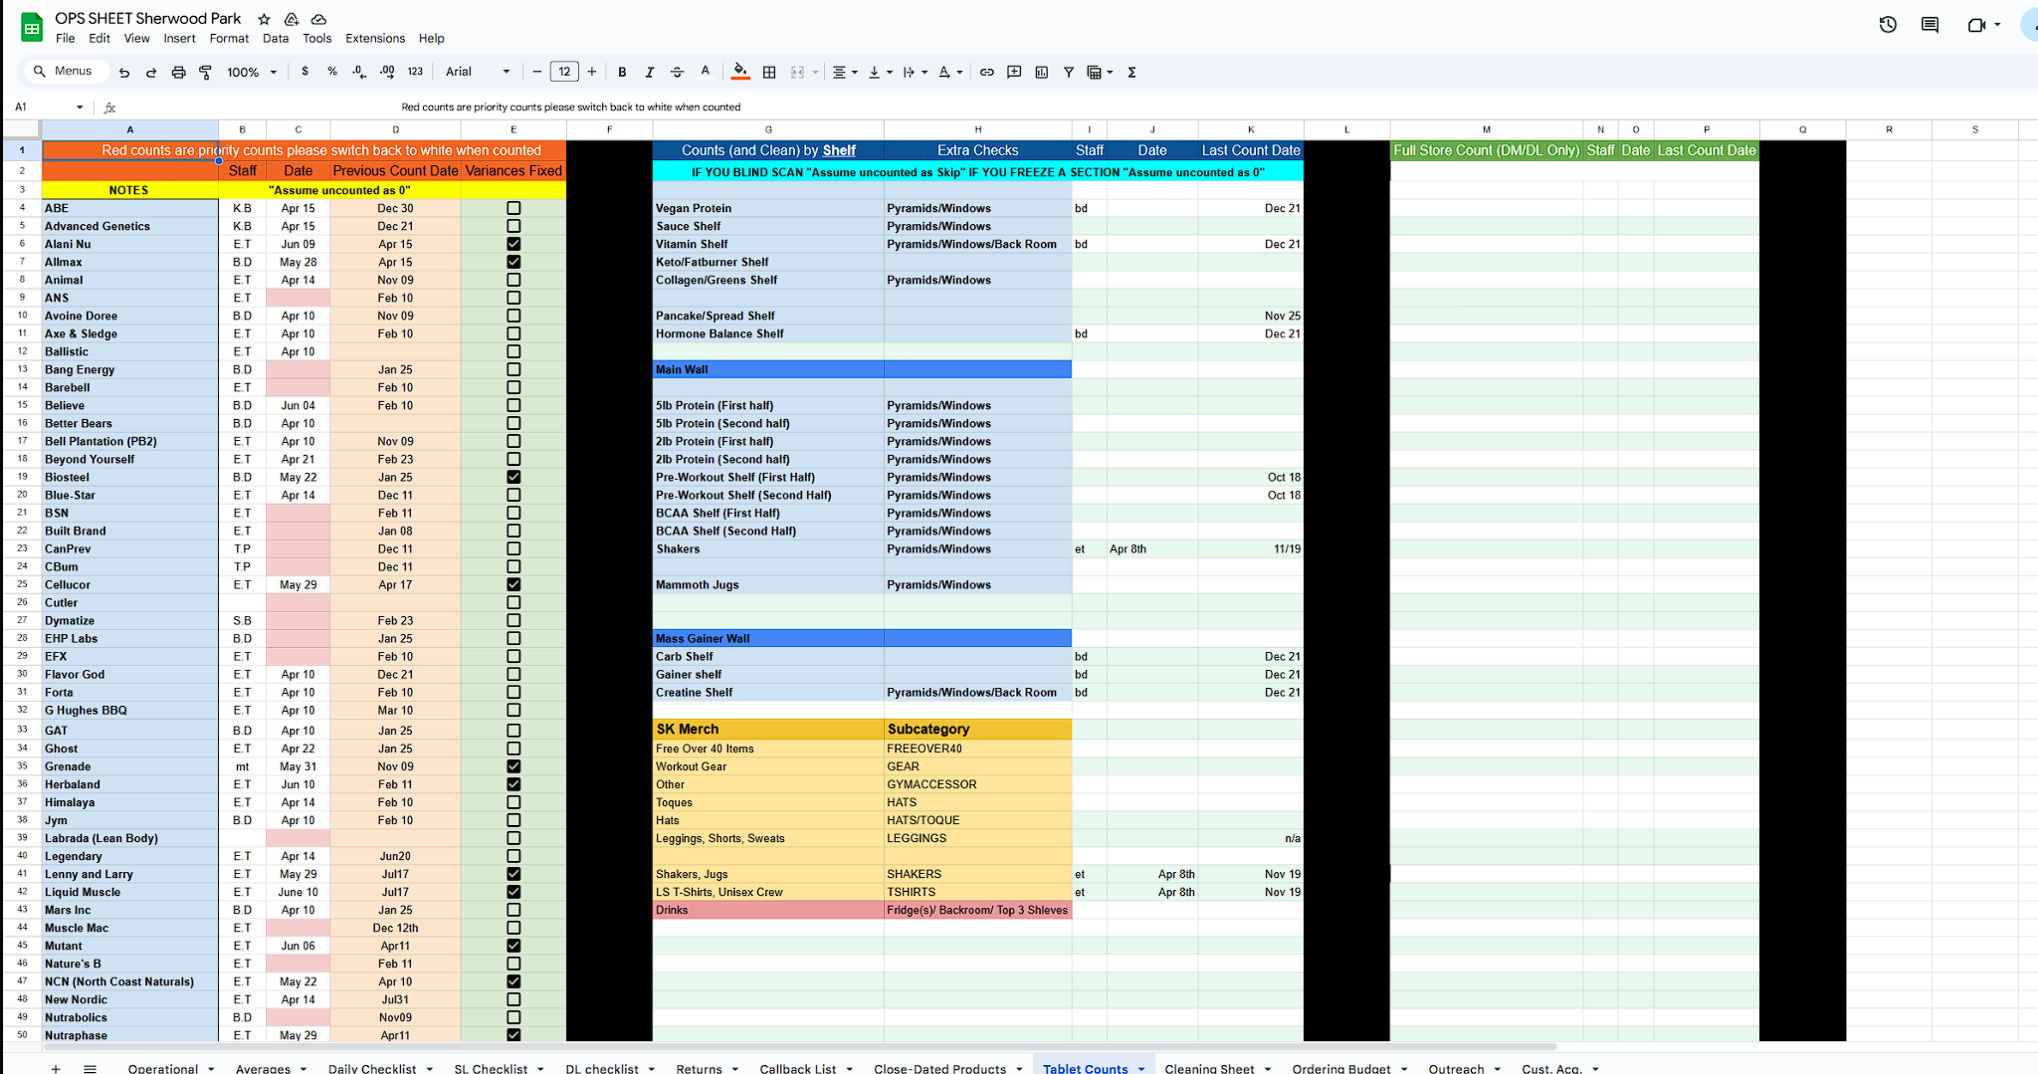 OPS SHEET Sherwood Park
File Edit View Insert Format Data Tools Extensions Help
Menus 100% $ % .0 .00 123 Arial 12 B I A
A1 fx Red counts are priority counts please switch back to white when counted
A B C D E F G H I J K L M N O P Q R S
1 Red counts are priority counts please switch back to white when counted Counts (and Clean) by Shelf Extra Checks Staff Date Last Count Date Full Store Count (DM/DL Only) Staff Date Last Count Date
2 Staff Date Previous Count Date Variances Fixed IF YOU BLIND SCAN "Assume uncounted as Skip" IF YOU FREEZE A SECTION "Assume uncounted as 0"
3 NOTES "Assume uncounted as 0"
4 ABE K.B Apr 15 Dec 30 Vegan Protein Pyramids/Windows bd Dec 21
5 Advanced Genetics K.B Apr 15 Dec 21 Sauce Shelf Pyramids/Windows
6 Alani Nu E.T Jun 09 Apr 15 Vitamin Shelf Pyramids/Windows/Back Room bd Dec 21
7 Allmax B.D May 28 Apr 15 Keto/Fatburner Shelf
8 Animal E.T Apr 14 Nov 09 Collagen/Greens Shelf Pyramids/Windows
9 ANS E.T Feb 10
10 Avoine Doree B.D Apr 10 Nov 09 Pancake/Spread Shelf Nov 25
11 Axe & Sledge E.T Apr 10 Feb 10 Hormone Balance Shelf bd Dec 21
12 Ballistic E.T Apr 10
13 Bang Energy B.D Jan 25 Main Wall
14 Barebell E.T Feb 10
15 Believe B.D Jun 04 Feb 10 5lb Protein (First half) Pyramids/Windows
16 Better Bears B.D Apr 10 5lb Protein (Second half) Pyramids/Windows
17 Bell Plantation (PB2) E.T Apr 10 Nov 09 2lb Protein (First half) Pyramids/Windows
18 Beyond Yourself E.T Apr 21 Feb 23 2lb Protein (Second half) Pyramids/Windows
19 Biosteel B.D May 22 Jan 25 Pre-Workout Shelf (First Half) Pyramids/Windows Oct 18
20 Blue-Star E.T Apr 14 Dec 11 Pre-Workout Shelf (Second Half) Pyramids/Windows Oct 18
21 BSN E.T Feb 11 BCAA Shelf (First Half) Pyramids/Windows
22 Built Brand E.T Jan 08 BCAA Shelf (Second Half) Pyramids/Windows
23 CanPrev T.P Dec 11 Shakers Pyramids/Windows et Apr 8th 11/19
24 CBum T.P Dec 11
25 Cellucor E.T May 29 Apr 17 Mammoth Jugs Pyramids/Windows
26 Cutler
27 Dymatize S.B Feb 23
28 EHP Labs B.D Jan 25 Mass Gainer Wall
29 EFX E.T Feb 10 Carb Shelf bd Dec 21
30 Flavor God E.T Apr 10 Dec 21 Gainer shelf bd Dec 21
31 Forta E.T Apr 10 Feb 10 Creatine Shelf Pyramids/Windows/Back Room bd Dec 21
32 G Hughes BBQ E.T Apr 10 Mar 10
33 GAT B.D Apr 10 Jan 25 SK Merch Subcategory
34 Ghost E.T Apr 22 Jan 25 Free Over 40 Items FREEOVER40
35 Grenade mt May 31 Nov 09 Workout Gear GEAR
36 Herbaland E.T Jun 10 Feb 11 Other GYMACCESSOR
37 Himalaya E.T Apr 14 Feb 10 Toques HATS
38 Jym B.D Apr 10 Feb 10 Hats HATS/TOQUE
39 Labrada (Lean Body) Leggings, Shorts, Sweats LEGGINGS n/a
40 Legendary E.T Apr 14 Jun20
41 Lenny and Larry E.T May 29 Jul17 Shakers, Jugs SHAKERS et Apr 8th Nov 19
42 Liquid Muscle E.T June 10 Jul17 LS T-Shirts, Unisex Crew TSHIRTS et Apr 8th Nov 19
43 Mars Inc B.D Apr 10 Jan 25 Drinks Fridge(s)/ Backroom/ Top 3 Shleves
44 Muscle Mac E.T Dec 12th
45 Mutant E.T Jun 06 Apr11
46 Nature's B E.T Feb 11
47 NCN (North Coast Naturals) E.T May 22 Apr 10
48 New Nordic E.T Apr 14 Jul31
49 Nutrabolics B.D Nov09
50 Nutraphase E.T May 29 Apr11
Operational Averages Daily Checklist SL Checklist DL checklist Returns Callback List Close-Dated Products Tablet Counts Cleaning Sheet Ordering Budget Outreach Cust. Acq.